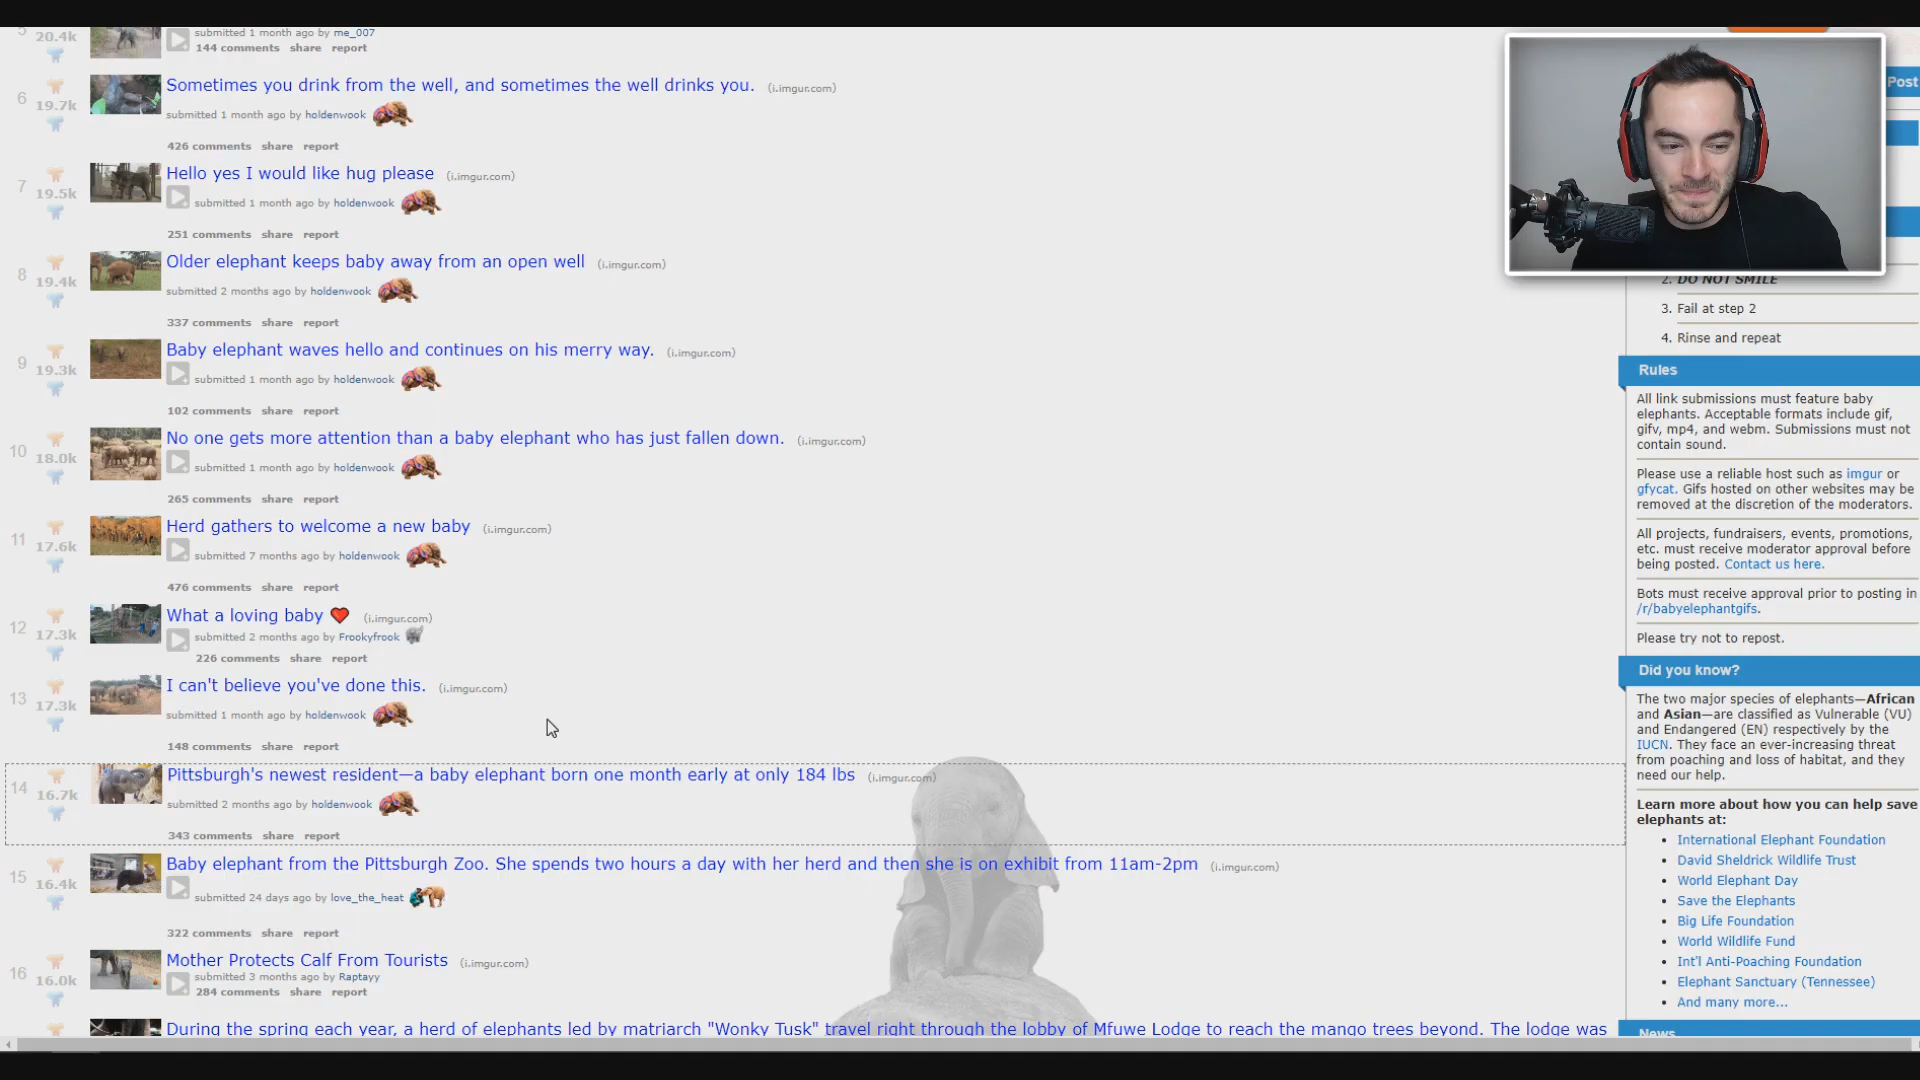 5
20.4k
submitted 1 month ago by me_007
144 comments share report
6
19.7k
Sometimes you drink from the well, and sometimes the well drinks you. (i.imgur.com)
submitted 1 month ago by holdenwook
426 comments share report
7
19.5k
Hello yes I would like hug please (i.imgur.com)
submitted 1 month ago by holdenwook
251 comments share report
8
19.4k
Older elephant keeps baby away from an open well (i.imgur.com)
submitted 2 months ago by holdenwook
337 comments share report
9
19.3k
Baby elephant waves hello and continues on his merry way. (i.imgur.com)
submitted 1 month ago by holdenwook
102 comments share report
10
18.0k
No one gets more attention than a baby elephant who has just fallen down. (i.imgur.com)
submitted 1 month ago by holdenwook
265 comments share report
11
17.6k
Herd gathers to welcome a new baby (i.imgur.com)
submitted 7 months ago by holdenwook
476 comments share report
12
17.3k
What a loving baby ❤ (i.imgur.com)
submitted 2 months ago by Frookyfrook
226 comments share report
13
17.3k
I can't believe you've done this. (i.imgur.com)
submitted 1 month ago by holdenwook
148 comments share report
14
16.7k
Pittsburgh's newest resident—a baby elephant born one month early at only 184 lbs (i.imgur.com)
submitted 2 months ago by holdenwook
343 comments share report
15
16.4k
Baby elephant from the Pittsburgh Zoo. She spends two hours a day with her herd and then she is on exhibit from 11am-2pm (i.imgur.com)
submitted 24 days ago by love_the_heat
322 comments share report
16
16.0k
Mother Protects Calf From Tourists (i.imgur.com)
submitted 3 months ago by Raptayy
284 comments share report
During the spring each year, a herd of elephants led by matriarch "Wonky Tusk" travel right through the lobby of Mfuwe Lodge to reach the mango trees beyond. The lodge was
Post
2. DO NOT SMILE
3. Fail at step 2
4. Rinse and repeat
Rules
All link submissions must feature baby
elephants. Acceptable formats include gif,
gifv, mp4, and webm. Submissions must not
contain sound.
Please use a reliable host such as imgur or
gfycat. Gifs hosted on other websites may be
removed at the discretion of the moderators.
All projects, fundraisers, events, promotions,
etc. must receive moderator approval before
being posted. Contact us here.
Bots must receive approval prior to posting in
/r/babyelephantgifs.
Please try not to repost.
Did you know?
The two major species of elephants—African
and Asian—are classified as Vulnerable (VU)
and Endangered (EN) respectively by the
IUCN. They face an ever-increasing threat
from poaching and loss of habitat, and they
need our help.
Learn more about how you can help save
elephants at:
• International Elephant Foundation
• David Sheldrick Wildlife Trust
• World Elephant Day
• Save the Elephants
• Big Life Foundation
• World Wildlife Fund
• Int'l Anti-Poaching Foundation
• Elephant Sanctuary (Tennessee)
• And many more...
News